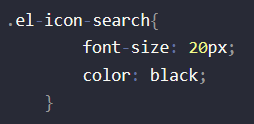 .el-icon-search{
font-size: 20px;
color: black;
}